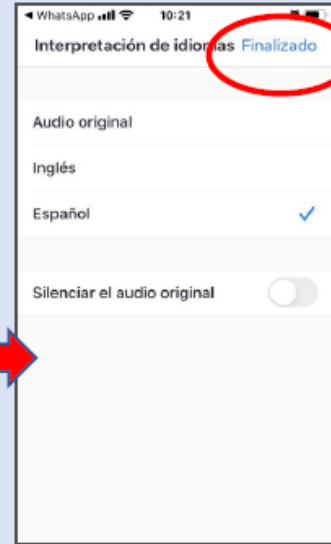 WhatsApp 10:21
Interpretación de idiomas Finalizado
Audio original
Inglés
Español
Silenciar el audio original